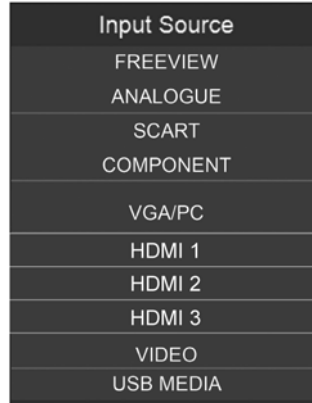 Input Source
FREEVIEW
ANALOGUE
SCART
COMPONENT
VGA/PC
HDMI 1
HDMI 2
HDMI 3
VIDEO
USB MEDIA